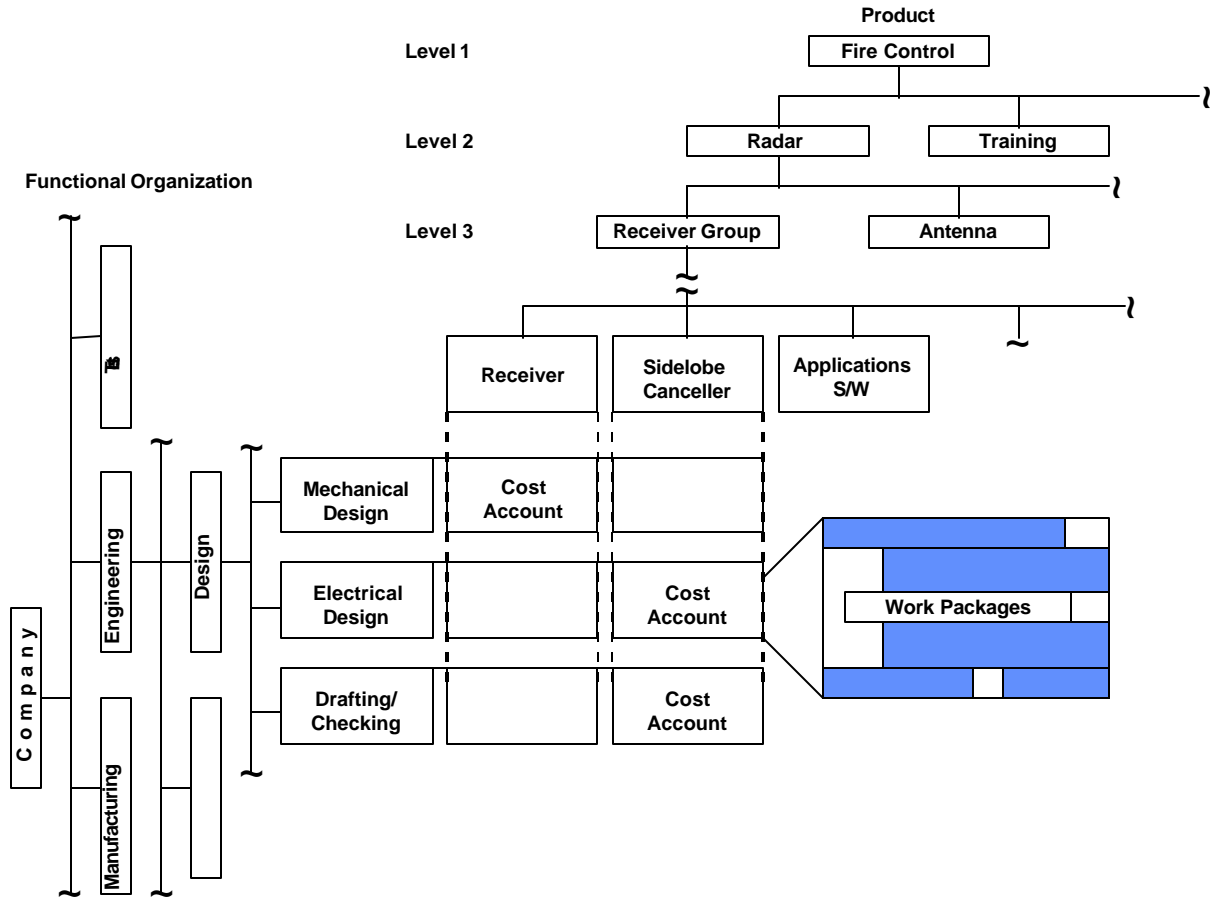 Product
Level 1
Fire Control
Level 2
Radar
Training
Functional Organization
Level 3
Receiver Group
Antenna
Receiver
Sidelobe
Canceller
Applications
S/W
Mechanical
Design
Cost
Account
Engineering
Design
Electrical
Design
Cost
Account
Work Packages
Company
Drafting/
Checking
Cost
Account
Manufacturing